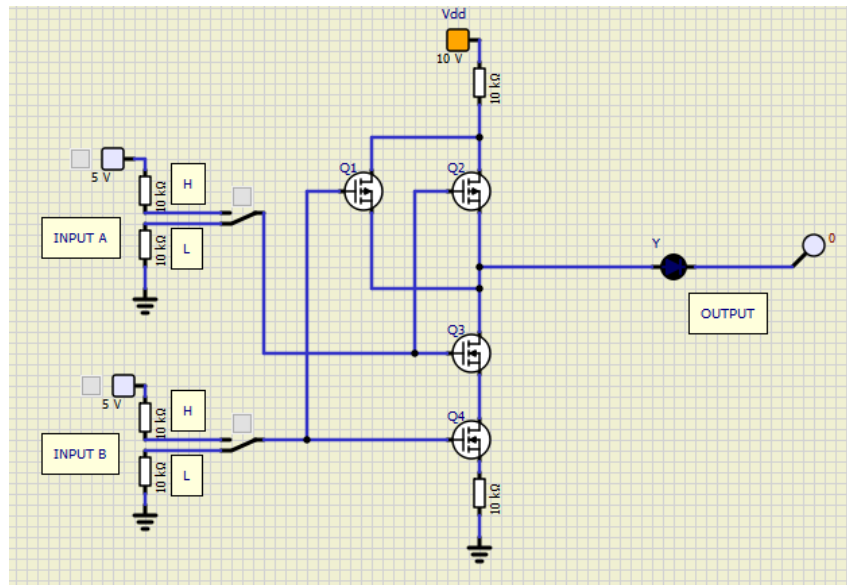 Vdd
10 V
10 kΩ
Q1
Q2
5 V
10 kΩ
H
INPUT A
10 kΩ
L
Y
0
OUTPUT
Q3
5 V
10 kΩ
H
Q4
INPUT B
10 kΩ
L
10 kΩ